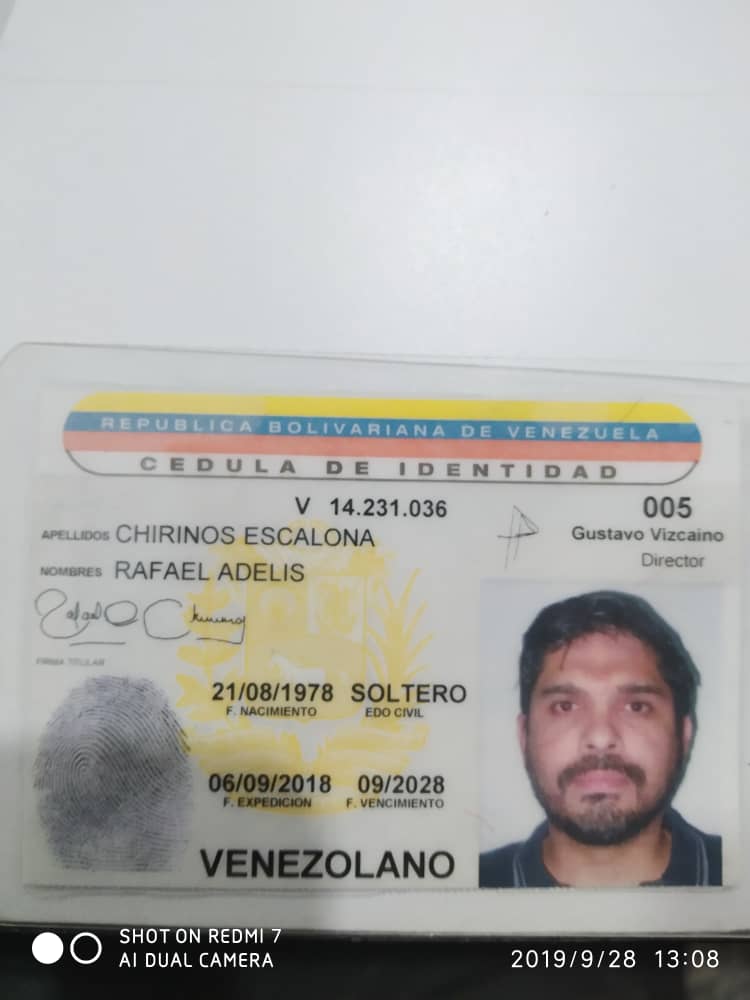 REPUBLICA BOLIVARIANA DE VENEZUELA
CEDULA DE IDENTIDAD
V 14.231.036
005
APELLIDOS CHIRINOS ESCALONA
Gustavo Vizcaino
Director
NOMBRES RAFAEL ADELIS
FIRMA TITULAR
21/08/1978 SOLTERO
F. NACIMIENTO EDO CIVIL
06/09/2018 09/2028
F. EXPEDICION F. VENCIMIENTO
VENEZOLANO
SHOT ON REDMI 7
AI DUAL CAMERA
2019/9/28 13:08